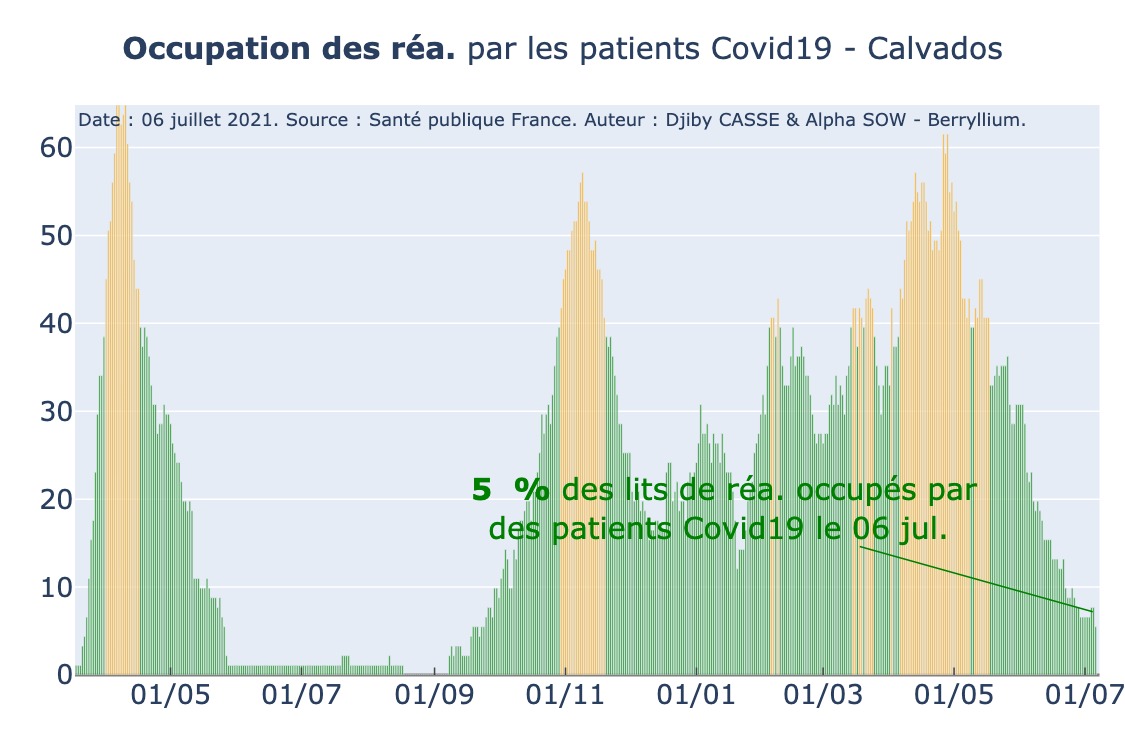 Occupation des réa. par les patients Covid19 - Calvados
Date : 06 juillet 2021. Source : Santé publique France. Auteur : Djiby CASSE & Alpha SOW - Berryllium.
60
50
40
30
20
10
0
5 % des lits de réa. occupés par
des patients Covid19 le 06 jul.
01/05 01/07 01/09 01/11 01/01 01/03 01/05 01/07